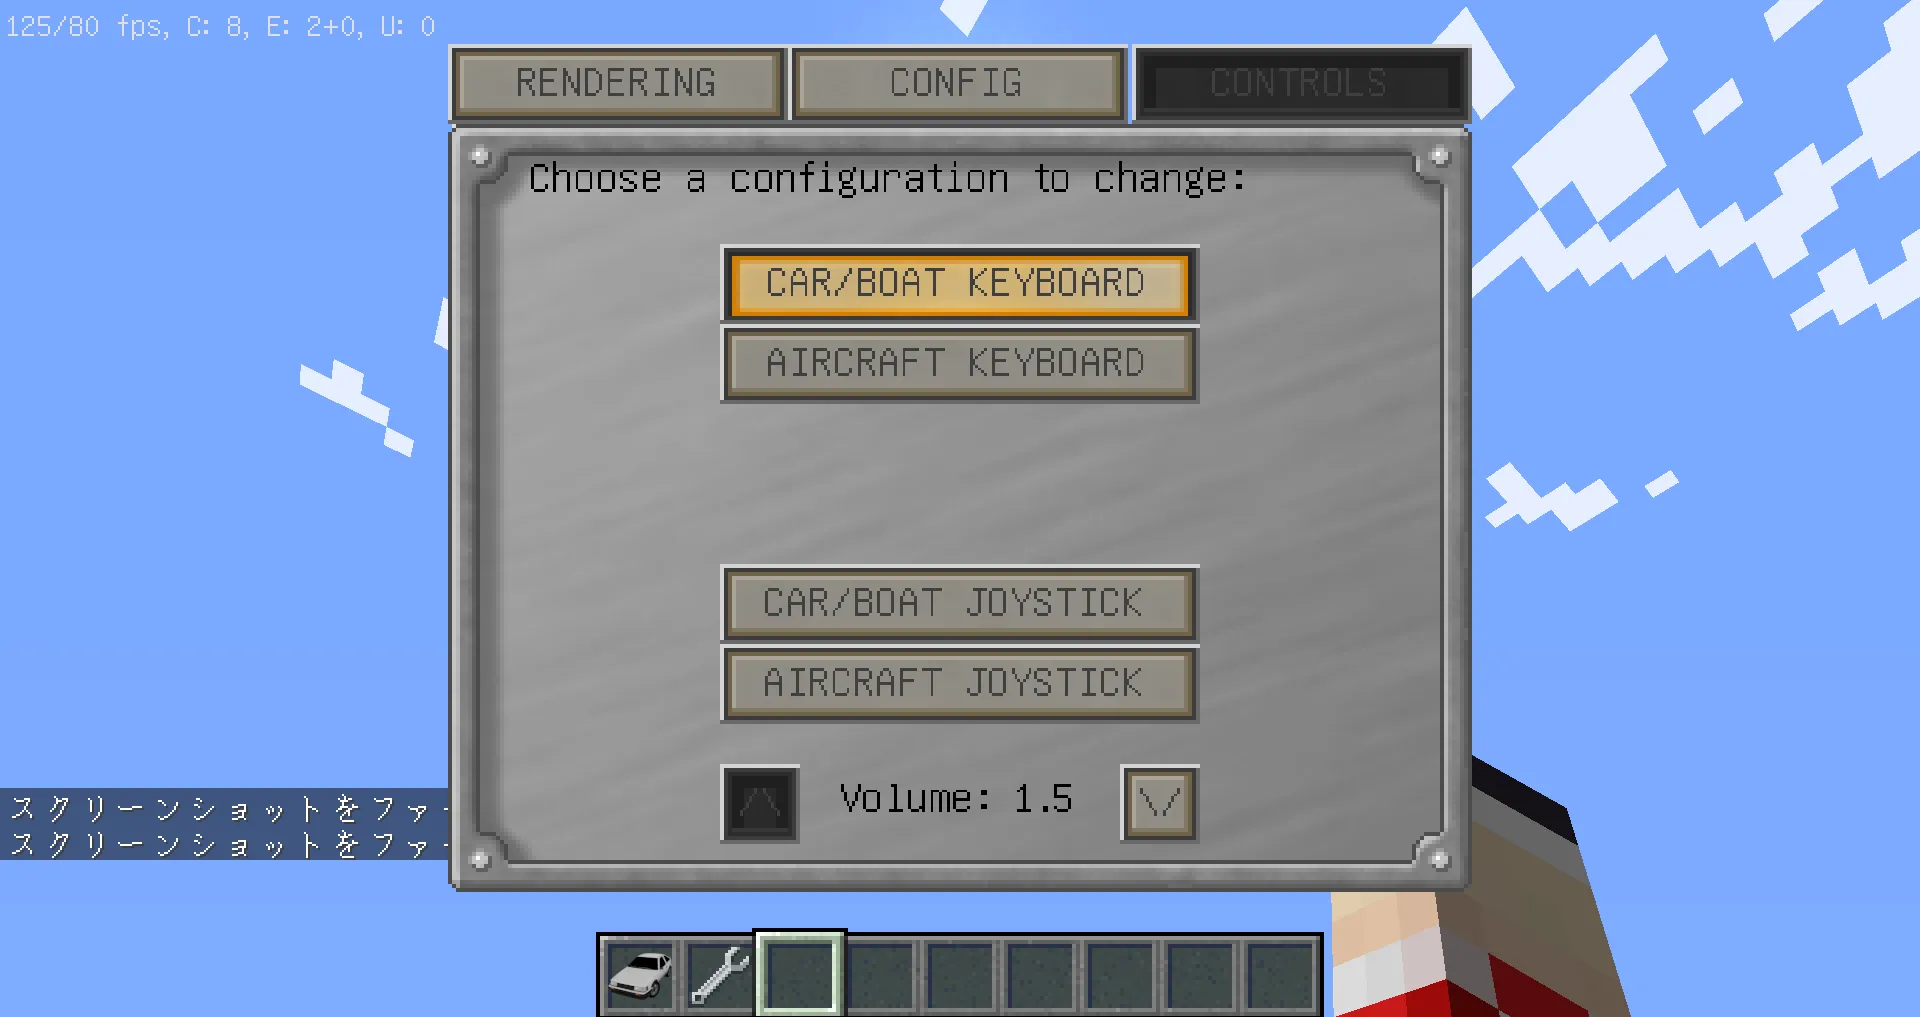 125/80 fps, C: 8, E: 2+0, U: 0
RENDERING
CONFIG
CONTROLS
Choose a configuration to change:
CAR/BOAT KEYBOARD
AIRCRAFT KEYBOARD
CAR/BOAT JOYSTICK
AIRCRAFT JOYSTICK
Volume: 1.5
スクリーンショットをファー
スクリーンショットをファー